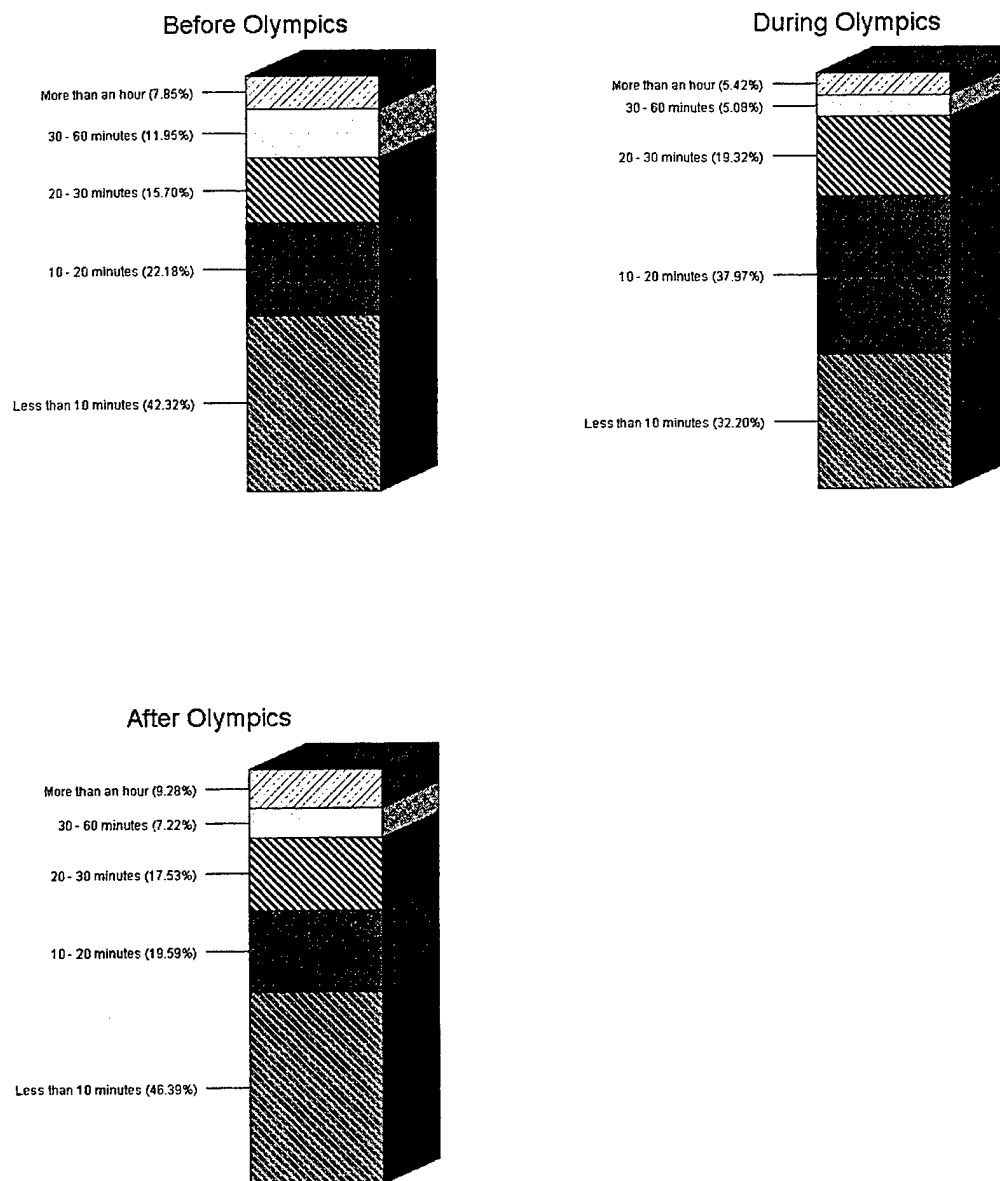 Before Olympics
More than an hour (7.85%)
30 - 60 minutes (11.95%)
20 - 30 minutes (15.70%)
10 - 20 minutes (22.18%)
Less than 10 minutes (42.32%)
During Olympics
More than an hour (5.42%)
30 - 60 minutes (5.08%)
20 - 30 minutes (19.32%)
10 - 20 minutes (37.97%)
Less than 10 minutes (32.20%)
After Olympics
More than an hour (9.28%)
30 - 60 minutes (7.22%)
20 - 30 minutes (17.53%)
10 - 20 minutes (19.59%)
Less than 10 minutes (46.39%)